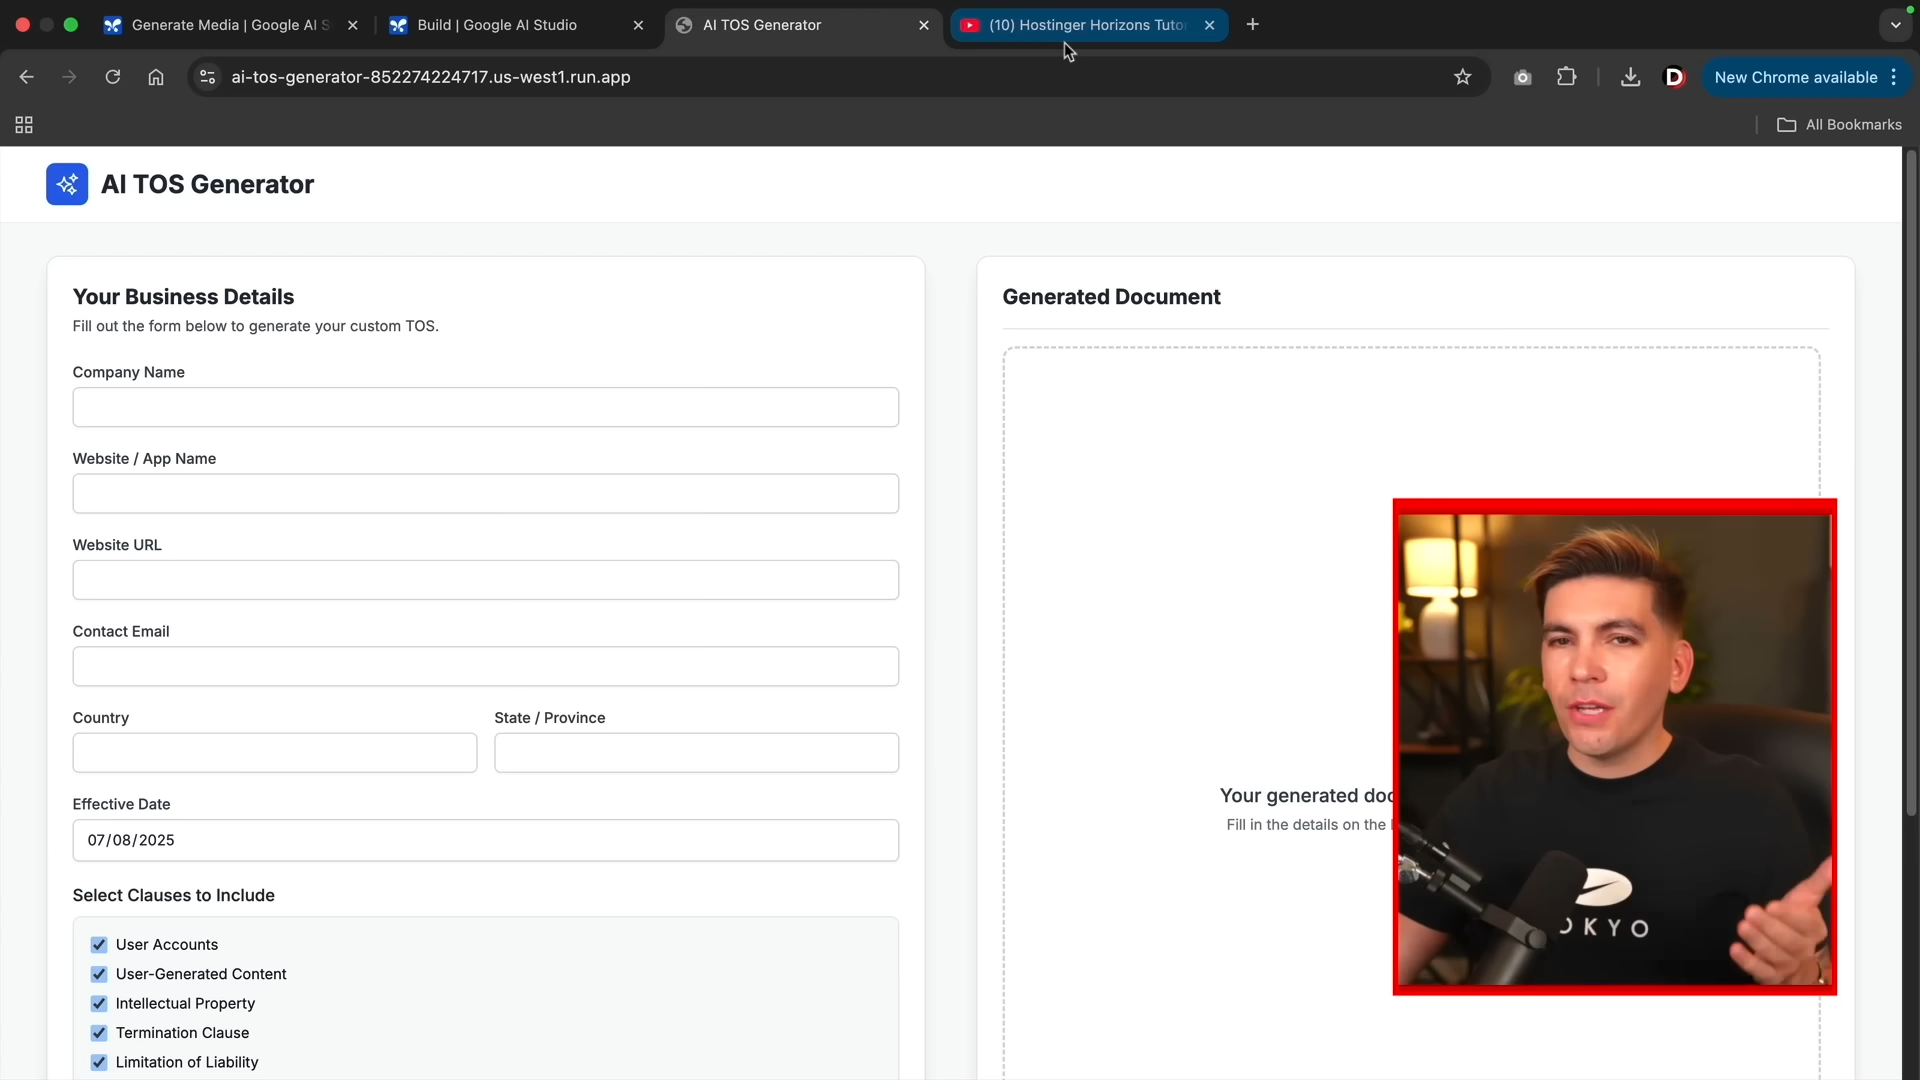 Generate Media | Google AI S
Build | Google AI Studio
AI TOS Generator
(10) Hostinger Horizons Tutor
ai-tos-generator-852274224717.us-west1.run.app
D
New Chrome available
All Bookmarks
AI TOS Generator
Your Business Details
Fill out the form below to generate your custom TOS.
Company Name
Website / App Name
Website URL
Contact Email
Country
State / Province
Effective Date
07/08/2025
Select Clauses to Include
User Accounts
User-Generated Content
Intellectual Property
Termination Clause
Limitation of Liability
Generated Document
Your generated doc
Fill in the details on the
OKYO